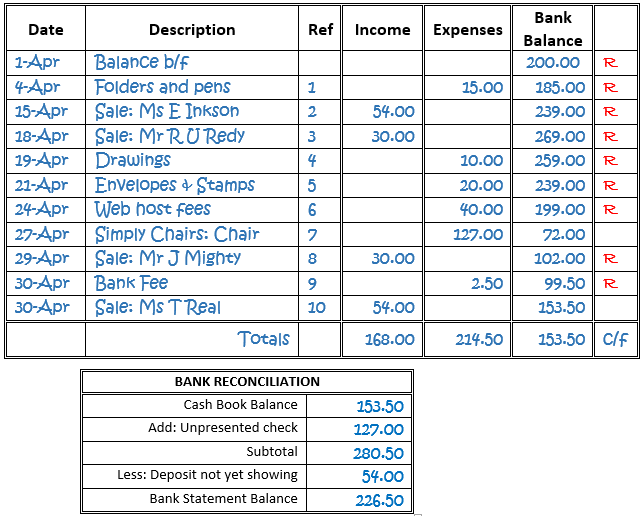 Date Description Ref Income Expenses Bank Balance
1-Apr Balance b/f 200.00 R
4-Apr Folders and pens 1 15.00 185.00 R
15-Apr Sale: Ms E Inkson 2 54.00 239.00 R
18-Apr Sale: Mr R U Redy 3 30.00 269.00 R
19-Apr Drawings 4 10.00 259.00 R
21-Apr Envelopes & Stamps 5 20.00 239.00 R
24-Apr Web host fees 6 40.00 199.00 R
27-Apr Simply Chairs: Chair 7 127.00 72.00
29-Apr Sale: Mr J Mighty 8 30.00 102.00 R
30-Apr Bank Fee 9 2.50 99.50 R
30-Apr Sale: Ms T Real 10 54.00 153.50
Totals 168.00 214.50 153.50 c/f
BANK RECONCILIATION
Cash Book Balance 153.50
Add: Unpresented check 127.00
Subtotal 280.50
Less: Deposit not yet showing 54.00
Bank Statement Balance 226.50